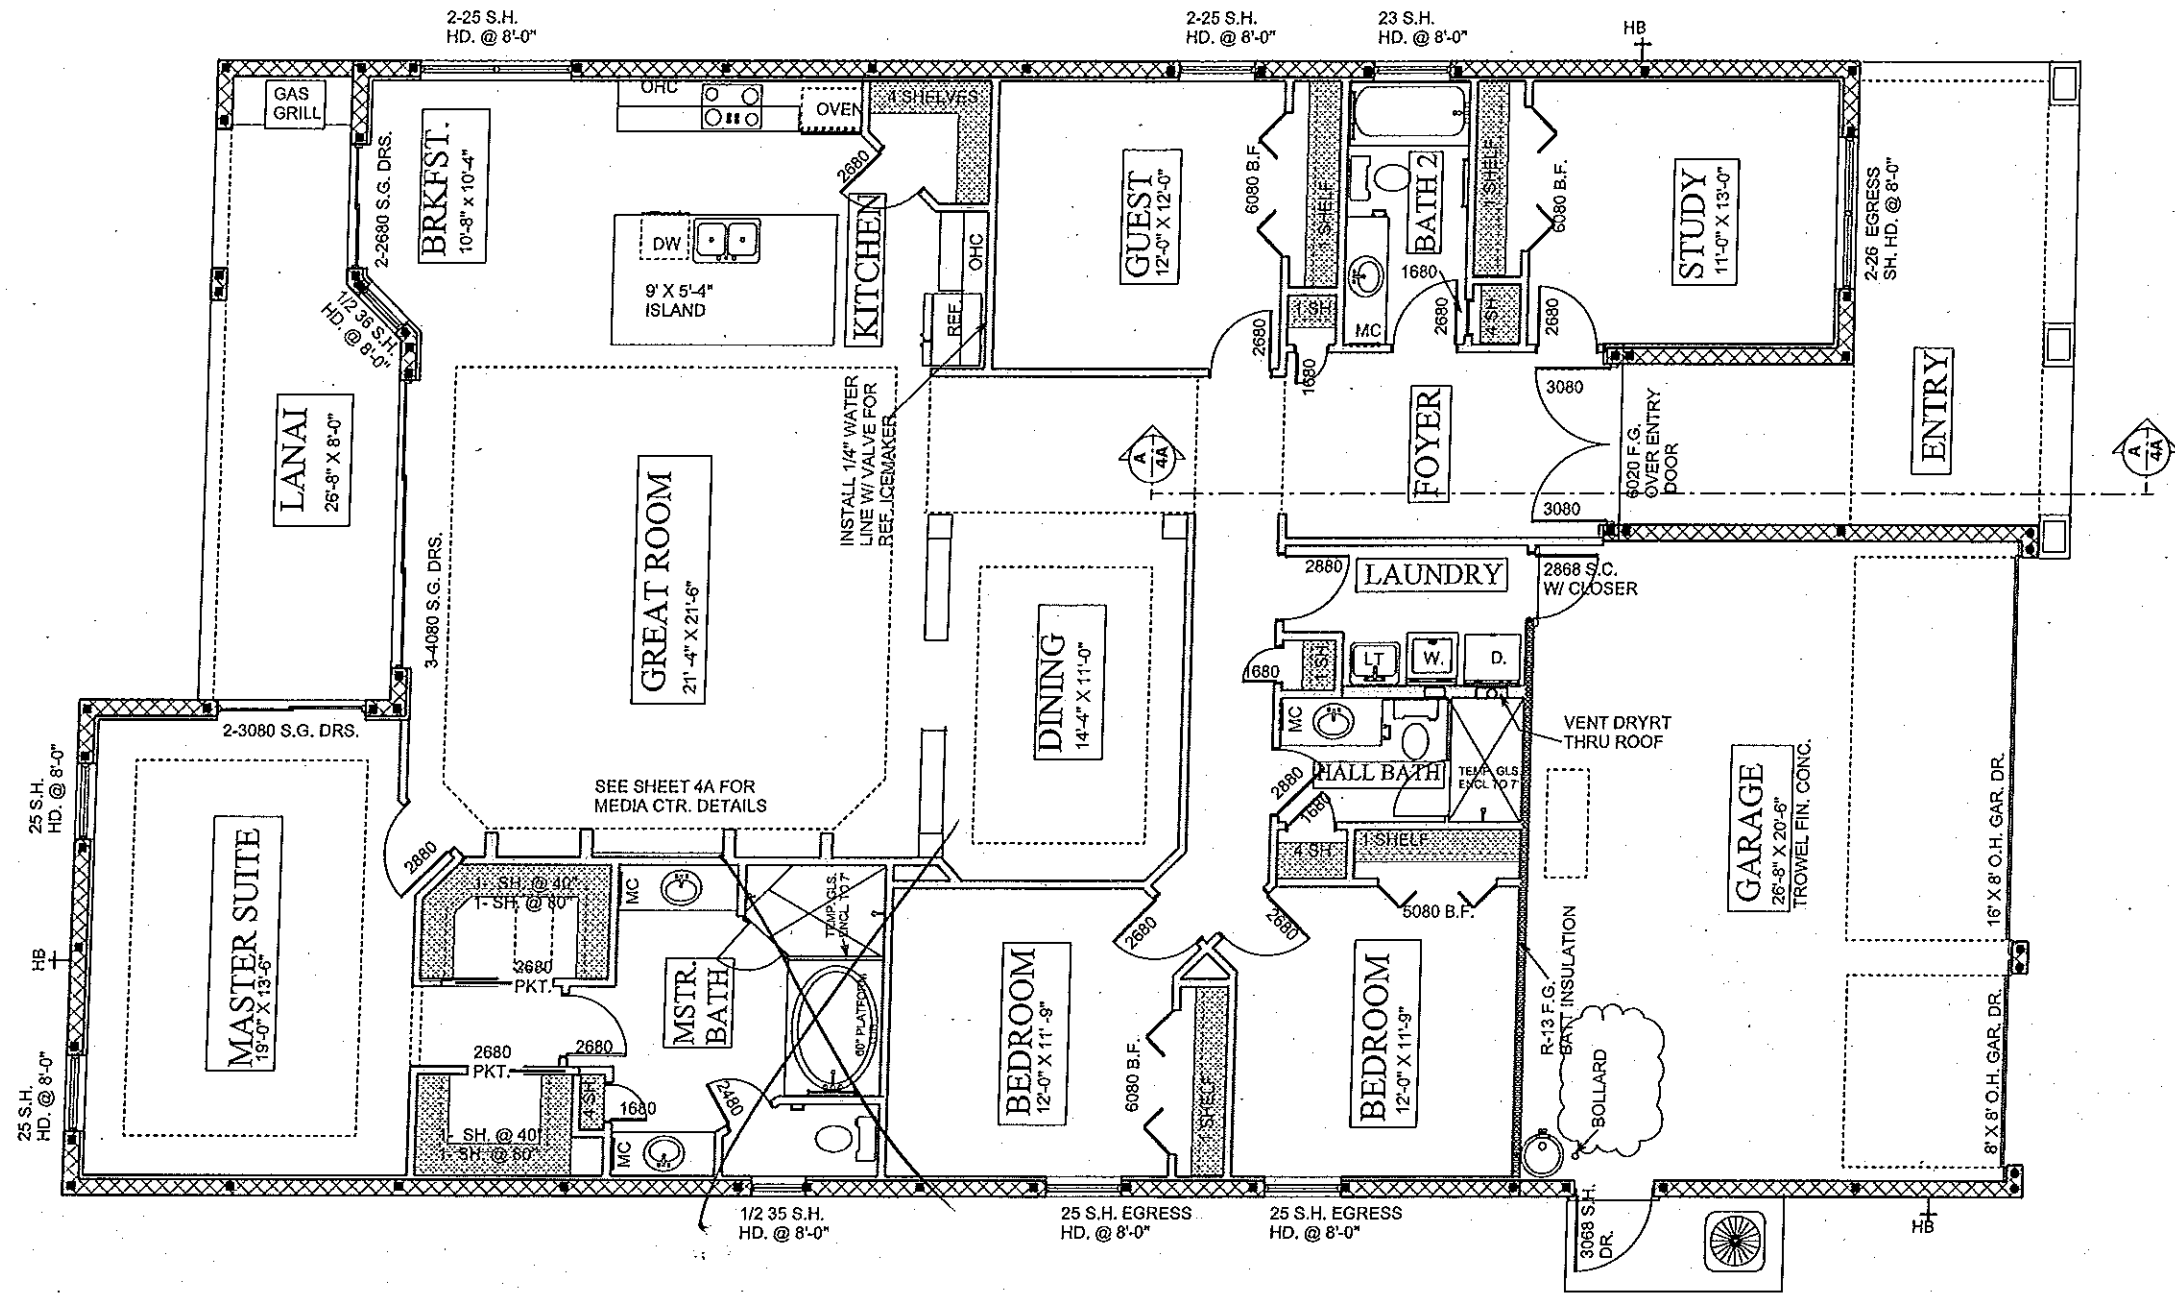 2-25 S.H.
HD. @ 8'-0"
2-25 S.H.
HD. @ 8'-0"
23 S.H.
HD. @ 8'-0"
HB
GAS
GRILL
2-2680 S.G. DRS.
BRKFST.
10'-8" X 10'-4"
OHC
OVEN
4 SHELVES
2680
KITCHEN
DW
9' X 5'-4"
ISLAND
OHC
REF.
1/2 36 S.H.
HD. @ 8'-0"
GUEST
12'-0" X 12'-0"
6080 B.F.
1 SHELF
1 SH
2680
1680
BATH 2
1680
MC
2680
1 SHELF
4 SH
6080 B.F.
2680
STUDY
11'-0" X 13'-0"
2-26 EGRESS
SH. HD. @ 8'-0"
LANAI
26'-8" X 8'-0"
3-4080 S.G. DRS.
GREAT ROOM
21' -4" X 21'-6"
INSTALL 1/4" WATER
LINE W/ VALVE FOR
REF. ICEMAKER
A
4A
FOYER
3080
3080
6020 F.G.
OVER ENTRY
DOOR
ENTRY
A
4A
SEE SHEET 4A FOR
MEDIA CTR. DETAILS
DINING
14'-4" X 11'-0"
2880
LAUNDRY
2868 S.C.
W/ CLOSER
1680
1 SH
LT
W.
D.
VENT DRYRT
THRU ROOF
MC
HALL BATH
2880
1680
TEMP. GLS
ENCL TO 7'
4 SH
1 SHELF
5080 B.F.
GARAGE
26'-8" X 20'-6"
TROWEL FIN. CONC.
16' X 8' O.H. GAR. DR.
8' X 8' O.H. GAR. DR.
2-3080 S.G. DRS.
25 S.H.
HD. @ 8'-0"
MASTER SUITE
19'-0" X 13'-6"
HB
25 S.H.
HD. @ 8'-0"
2880
1- SH. @ 40"
1- SH. @ 80"
2680
PKT.
2680
PKT.
2680
1- SH. @ 40"
4 SH
1680
MC
MC
MSTR.
BATH
2480
TEMP. GLS.
ENCL TO 7'
60" PLATFORM
BEDROOM
12'-0" X 11' -9"
2680
6080 B.F.
SHELF
2680
BEDROOM
12'-0" X 11'-9"
R-13 F.G.
BATT INSULATION
BOLLARD
1/2 35 S.H.
HD. @ 8'-0"
25 S.H. EGRESS
HD. @ 8'-0"
25 S.H. EGRESS
HD. @ 8'-0"
3068 S.H.
DR.
HB